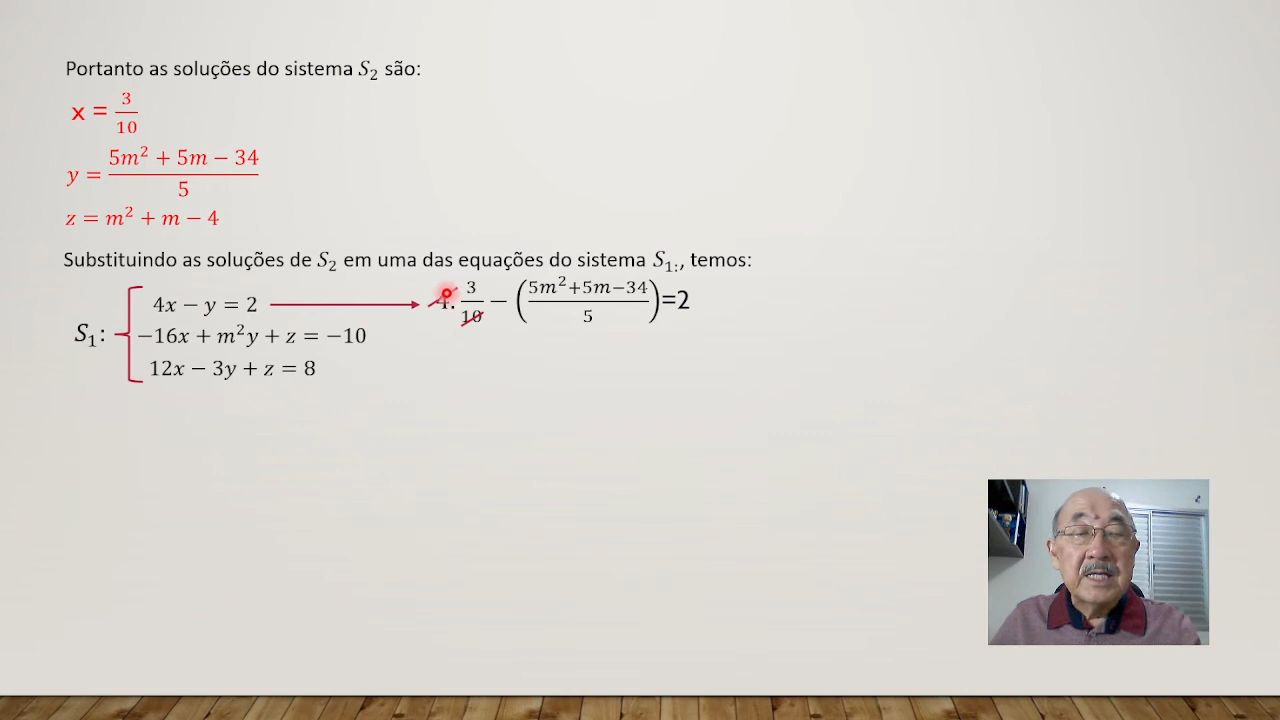 Portanto as soluções do sistema S₂ são:
x = 3/10
y = (5m² + 5m − 34)/5
z = m² + m − 4
Substituindo as soluções de S₂ em uma das equações do sistema S₁:, temos:
4x − y = 2 → 4. 3/10 − ((5m²+5m−34)/5)=2
S₁: −16x + m²y + z = −10
12x − 3y + z = 8